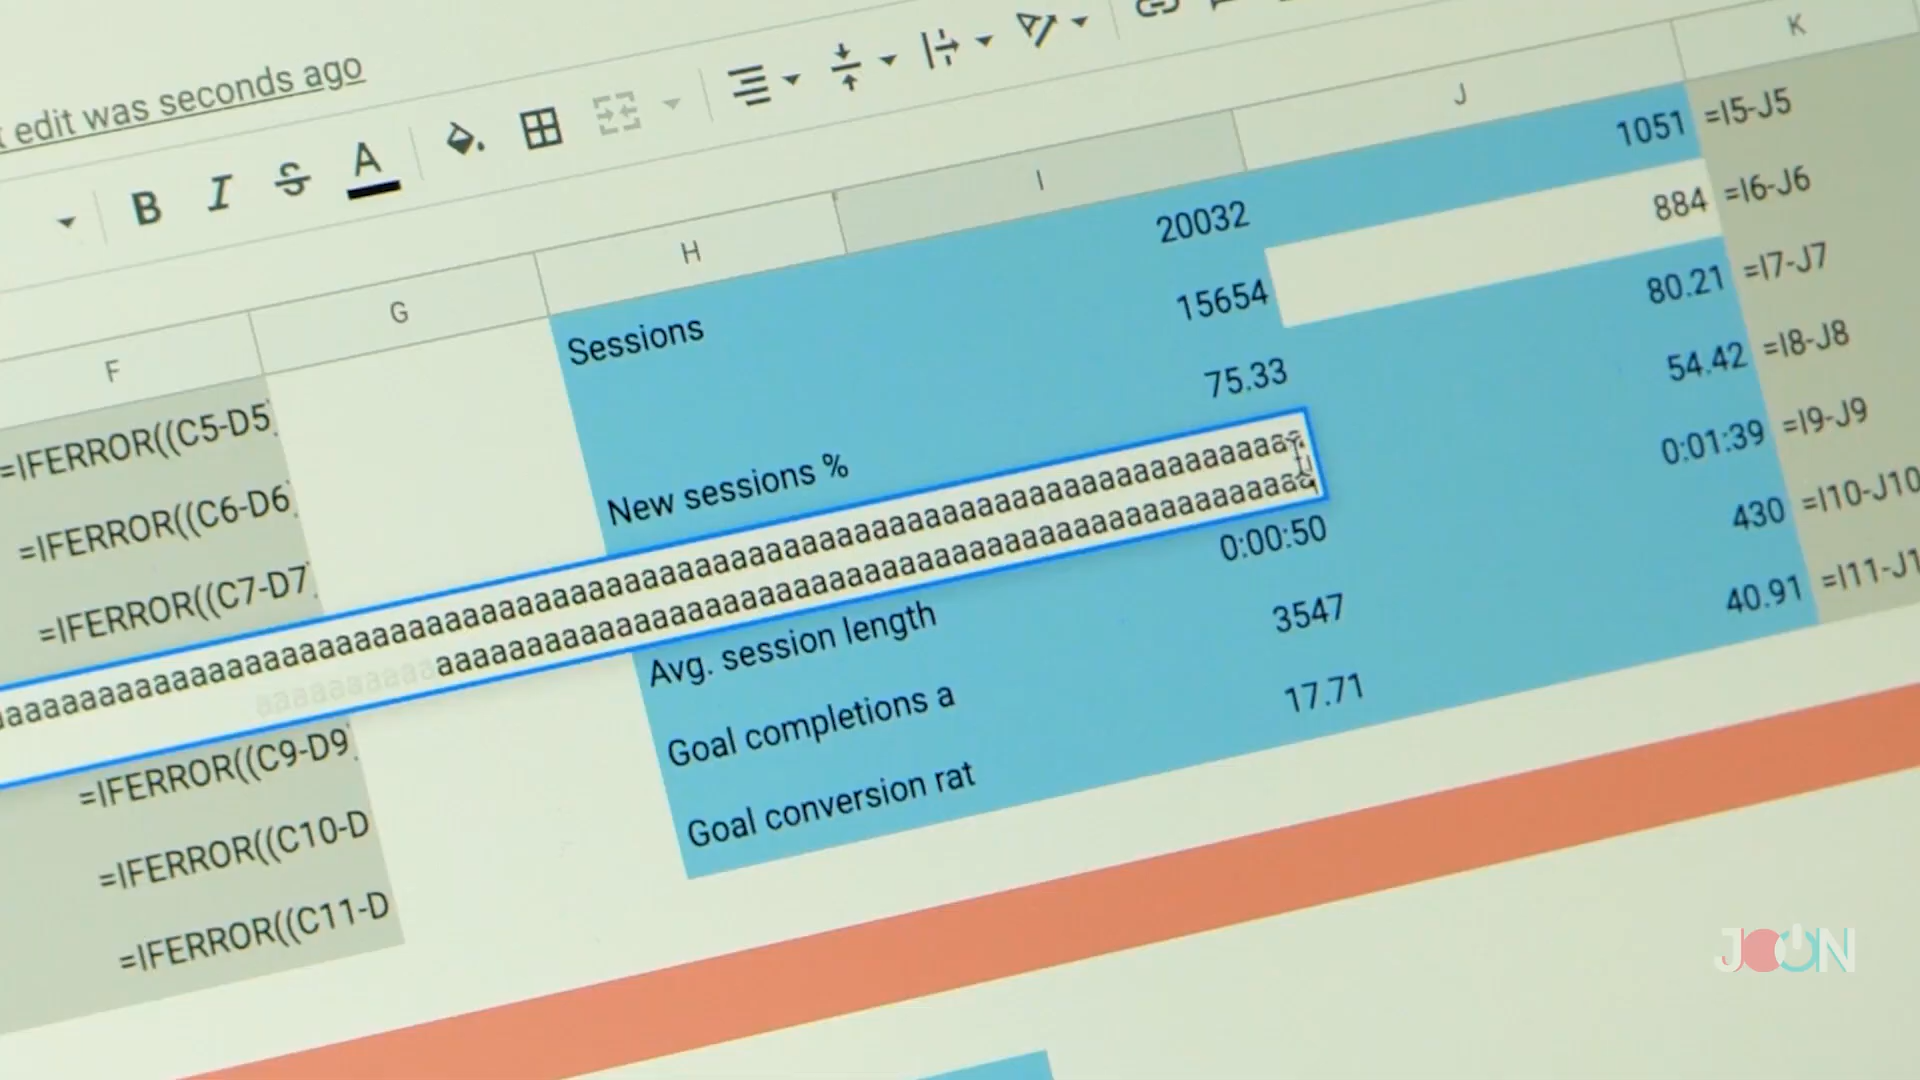 edit was seconds ago
B I S A
F G H I J K
Sessions 20032 1051 =I5-J5
15654 884 =I6-J6
New sessions % 75.33 80.21 =I7-J7
54.42 =I8-J8
Avg. session length 0:00:50 0:01:39 =I9-J9
Goal completions a 3547 430 =I10-J10
Goal conversion rat 17.71 40.91 =I11-J1
=IFERROR((C5-D5)
=IFERROR((C6-D6)
=IFERROR((C7-D7)
=IFERROR((C9-D9)
=IFERROR((C10-D
=IFERROR((C11-D
JOON